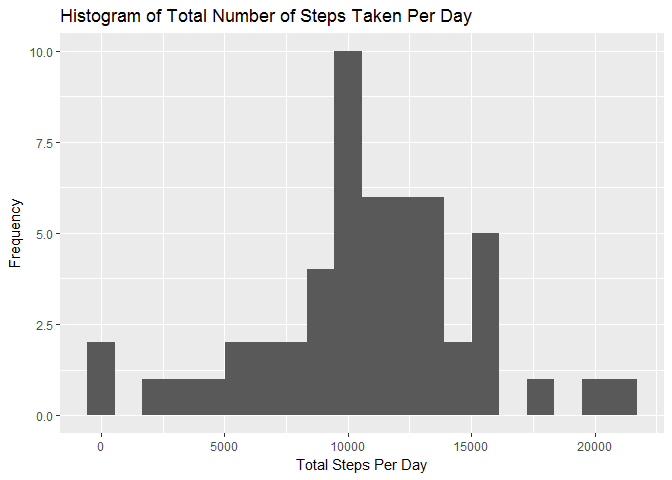 Histogram of Total Number of Steps Taken Per Day
10.0
7.5
5.0
2.5
0.0
Frequency
0 5000 10000 15000 20000
Total Steps Per Day